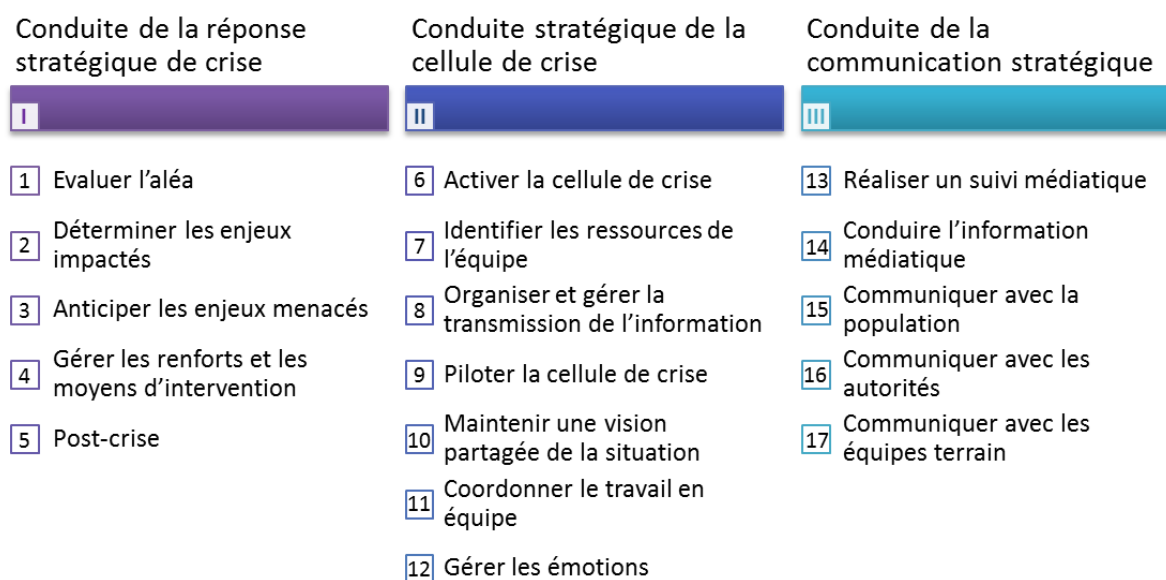 Conduite de la réponse
stratégique de crise
I
1 Evaluer l'aléa
2 Déterminer les enjeux
impactés
3 Anticiper les enjeux menacés
4 Gérer les renforts et les
moyens d'intervention
5 Post-crise
Conduite stratégique de la
cellule de crise
II
6 Activer la cellule de crise
7 Identifier les ressources de
l'équipe
8 Organiser et gérer la
transmission de l'information
9 Piloter la cellule de crise
10 Maintenir une vision
partagée de la situation
11 Coordonner le travail en
équipe
12 Gérer les émotions
Conduite de la
communication stratégique
III
13 Réaliser un suivi médiatique
14 Conduire l'information
médiatique
15 Communiquer avec la
population
16 Communiquer avec les
autorités
17 Communiquer avec les
équipes terrain